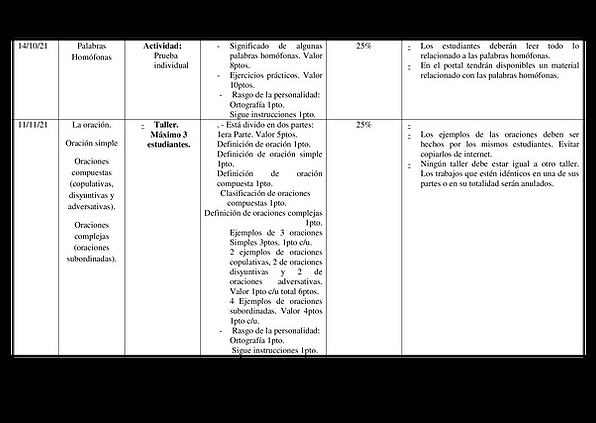 14/10/21
Palabras
Homófonas
Actividad:
Prueba
individual
- Significado de algunas
palabras homófonas. Valor
8ptos.
- Ejercicios prácticos. Valor
10ptos.
- Rasgo de la personalidad:
Ortografía 1pto.
Sigue instrucciones 1pto.
25%
- Los estudiantes deberán leer todo lo
relacionado a las palabras homófonas.
- En el portal tendrán disponibles un material
relacionado con las palabras homófonas.
11/11/21
La oración.
Oración simple
Oraciones
compuestas
(copulativas,
disyuntivas y
adversativas).
Oraciones
complejas
(oraciones
subordinadas).
- Taller.
Máximo 3
estudiantes.
. - Está divido en dos partes:
1era Parte. Valor 5ptos.
Definición de oración 1pto.
Definición de oración simple
1pto.
Definición de oración
compuesta 1pto.
Clasificación de oraciones
compuestas 1pto.
Definición de oraciones complejas
1pto.
Ejemplos de 3 oraciones
Simples 3ptos. 1pto c/u.
2 ejemplos de oraciones
copulativas, 2 de oraciones
disyuntivas y 2 de
oraciones adversativas.
Valor 1pto c/u total 6ptos.
4 Ejemplos de oraciones
subordinadas. Valor 4ptos
1pto c/u.
- Rasgo de la personalidad:
Ortografía 1pto.
Sigue instrucciones 1pto.
25%
-
- Los ejemplos de las oraciones deben ser
hechos por los mismos estudiantes. Evitar
copiarlos de internet.
- Ningún taller debe estar igual a otro taller.
Los trabajos que estén idénticos en una de sus
partes o en su totalidad serán anulados.